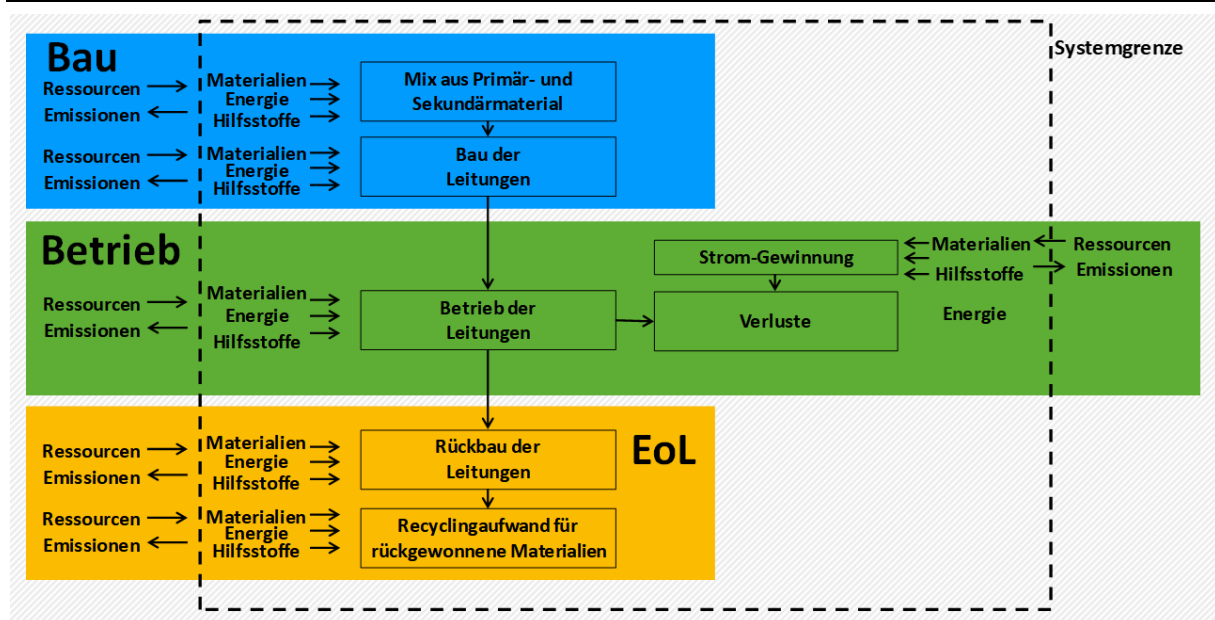 Systemgrenze
Bau
Ressourcen
Emissionen
Materialien
Energie
Hilfsstoffe
Mix aus Primär- und
Sekundärmaterial
Ressourcen
Emissionen
Materialien
Energie
Hilfsstoffe
Bau der
Leitungen
Betrieb
Ressourcen
Emissionen
Materialien
Energie
Hilfsstoffe
Betrieb der
Leitungen
Strom-Gewinnung
Verluste
Materialien
Hilfsstoffe
Energie
Ressourcen
Emissionen
EoL
Ressourcen
Emissionen
Materialien
Energie
Hilfsstoffe
Rückbau der
Leitungen
Ressourcen
Emissionen
Materialien
Energie
Hilfsstoffe
Recyclingaufwand für
rückgewonnene Materialien